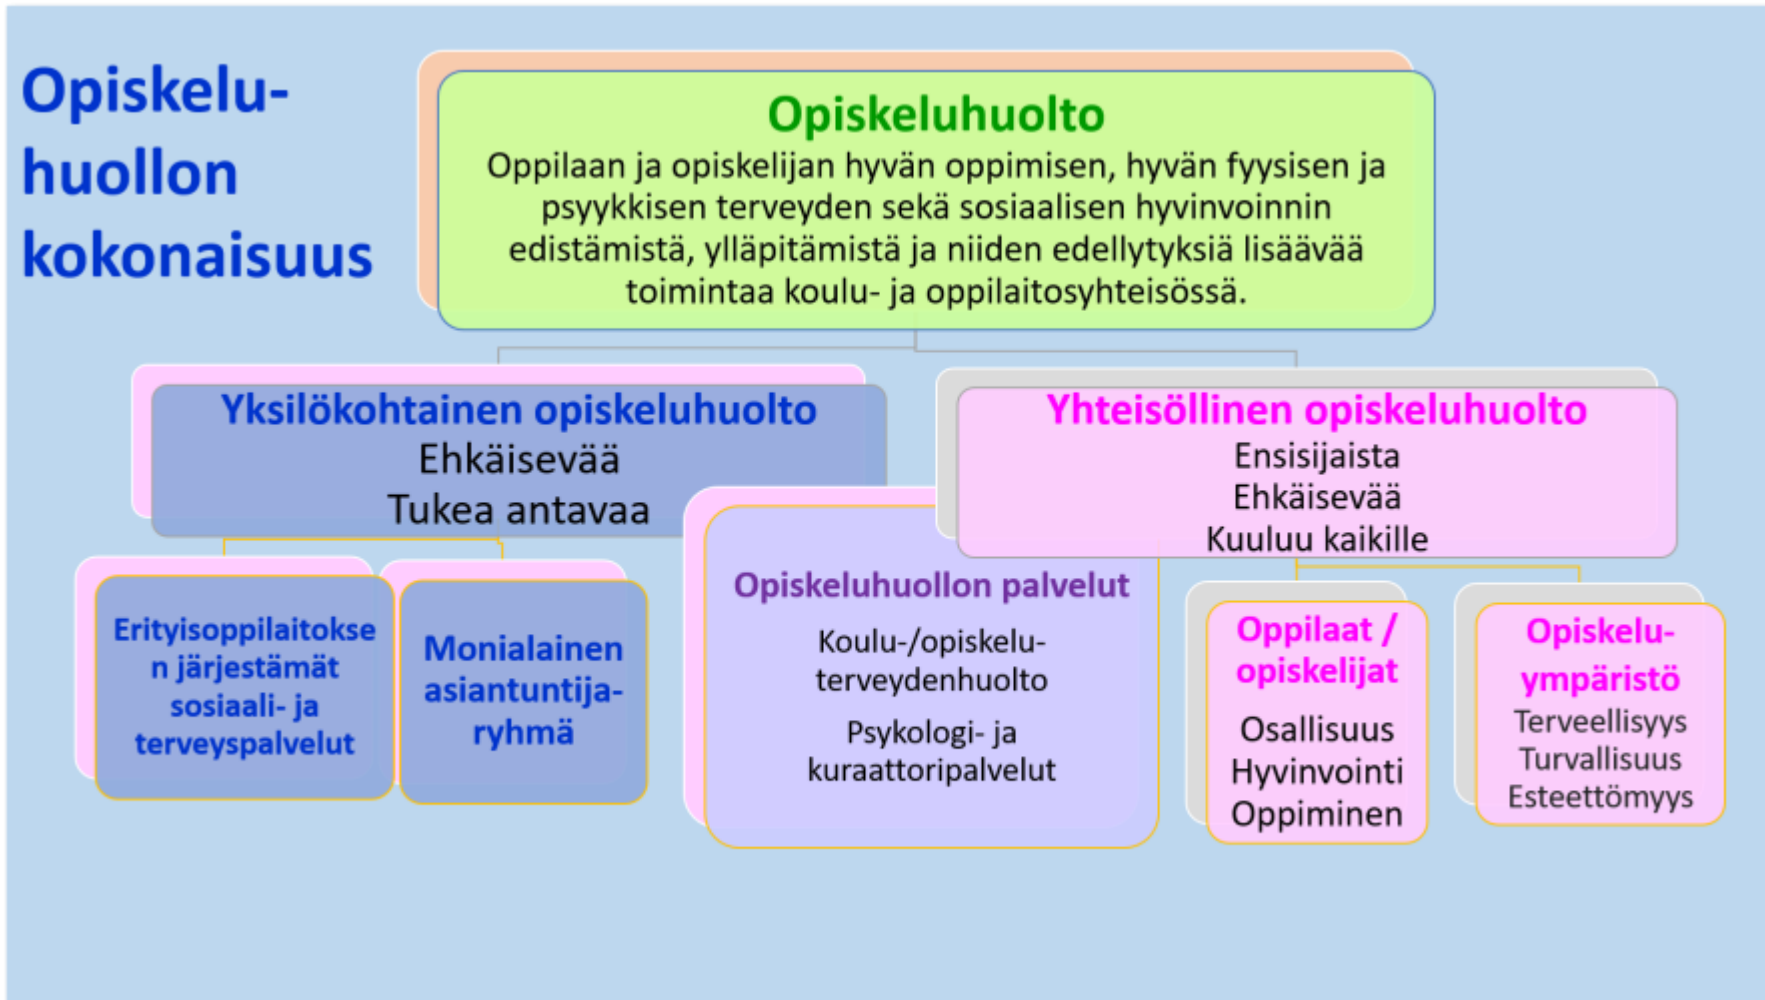 Opiskelu-
huollon
kokonaisuus
Opiskeluhuolto
Oppilaan ja opiskelijan hyvän oppimisen, hyvän fyysisen ja
psyykkisen terveyden sekä sosiaalisen hyvinvoinnin
edistämistä, ylläpitämistä ja niiden edellytyksiä lisäävää
toimintaa koulu- ja oppilaitosyhteisössä.
Yksilökohtainen opiskeluhuolto
Ehkäisevää
Tukea antavaa
Yhteisöllinen opiskeluhuolto
Ensisijaista
Ehkäisevää
Kuuluu kaikille
Erityisoppilaitokse
n järjestämät
sosiaali- ja
terveyspalvelut
Monialainen
asiantuntija-
ryhmä
Opiskeluhuollon palvelut
Koulu-/opiskelu-
terveydenhuolto
Psykologi- ja
kuraattoripalvelut
Oppilaat /
opiskelijat
Osallisuus
Hyvinvointi
Oppiminen
Opiskelu-
ympäristö
Terveellisyys
Turvallisuus
Esteettömyys